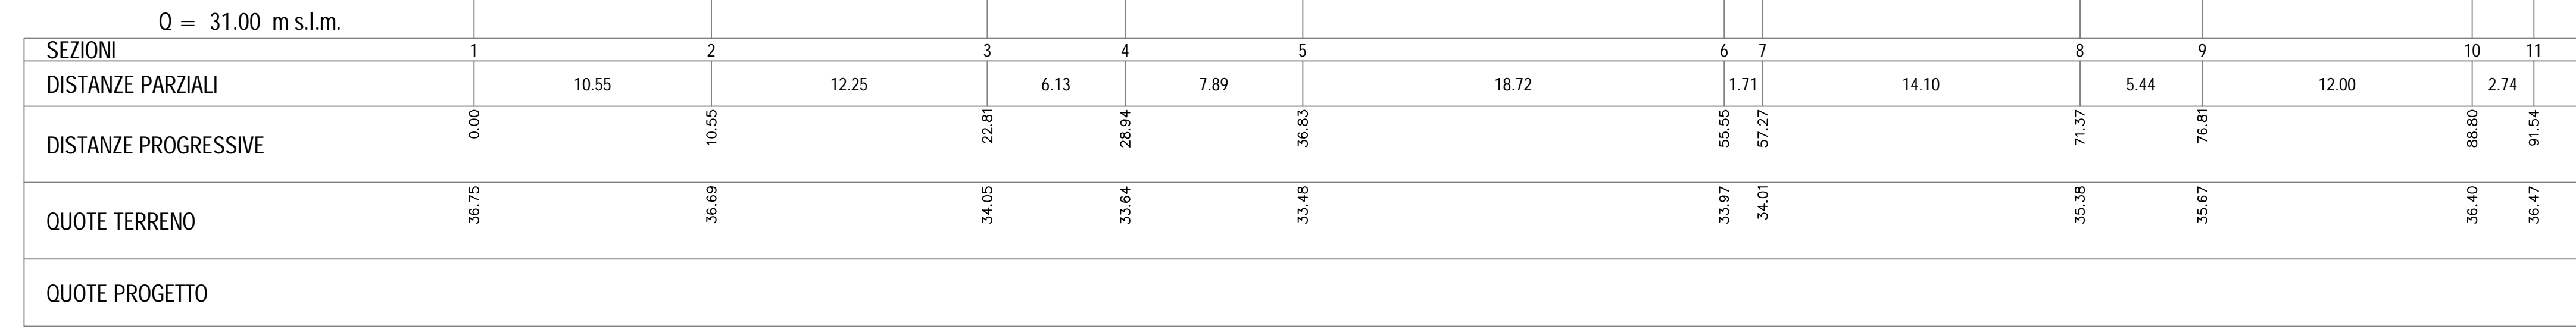 Q = 31.00 m s.l.m.
SEZIONI 1 2 3 4 5 6 7 8 9 10 11
DISTANZE PARZIALI 10.55 12.25 6.13 7.89 18.72 1.71 14.10 5.44 12.00 2.74
DISTANZE PROGRESSIVE 0.00 10.55 22.81 28.94 36.83 55.55 57.27 71.37 76.81 88.80 91.54
QUOTE TERRENO 36.75 36.69 34.05 33.64 33.48 33.97 34.01 35.38 35.67 36.40 36.47
QUOTE PROGETTO